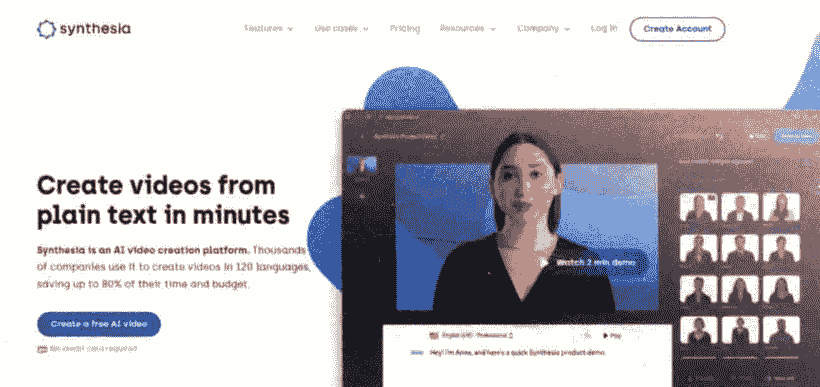 synthesia
Features
Use cases
Pricing
Resources
Company
Log in
Create Account
Create videos from
plain text in minutes
Synthesia is an AI video creation platform. Thousands
of companies use it to create videos in 120 languages,
saving up to 80% of their time and budget.
Create a free AI video
No credit card required
Watch 2 min demo
Play
Hey! I'm Anna, and here's a quick Synthesia product demo